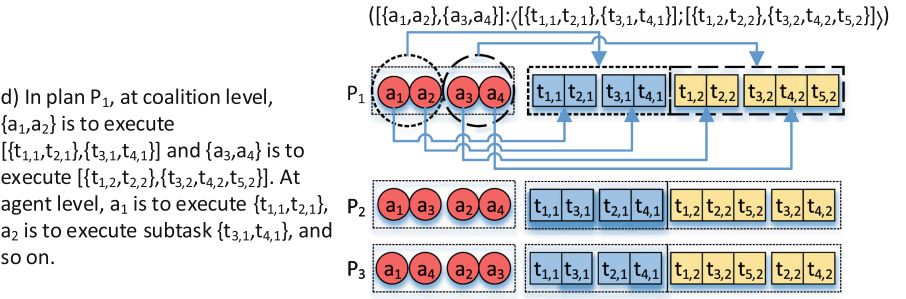 ([{a1,a2},{a3,a4}]:⟨[{t1,1,t2,1},{t3,1,t4,1}];[{t1,2,t2,2},{t3,2,t4,2,t5,2}]⟩)
d) In plan P1, at coalition level,
{a1,a2} is to execute
[{t1,1,t2,1},{t3,1,t4,1}] and {a3,a4} is to
execute [{t1,2,t2,2},{t3,2,t4,2,t5,2}]. At
agent level, a1 is to execute {t1,1,t2,1},
a2 is to execute subtask {t3,1,t4,1}, and
so on.
P1 a1 a2 a3 a4 t1,1 t2,1 t3,1 t4,1 t1,2 t2,2 t3,2 t4,2 t5,2
P2 a1 a3 a2 a4 t1,1 t3,1 t2,1 t4,1 t1,2 t2,2 t5,2 t3,2 t4,2
P3 a1 a4 a2 a3 t1,1 t3,1 t2,1 t4,1 t1,2 t3,2 t5,2 t2,2 t4,2